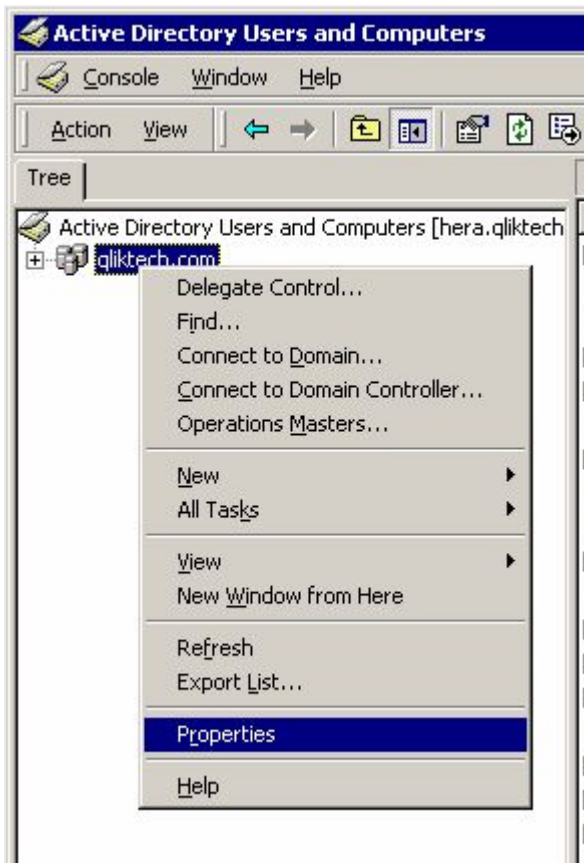 Active Directory Users and Computers
Console Window Help
Action View
Tree
Active Directory Users and Computers [hera.qliktech
qliktech.com
Delegate Control...
Find...
Connect to Domain...
Connect to Domain Controller...
Operations Masters...
New
All Tasks
View
New Window from Here
Refresh
Export List...
Properties
Help